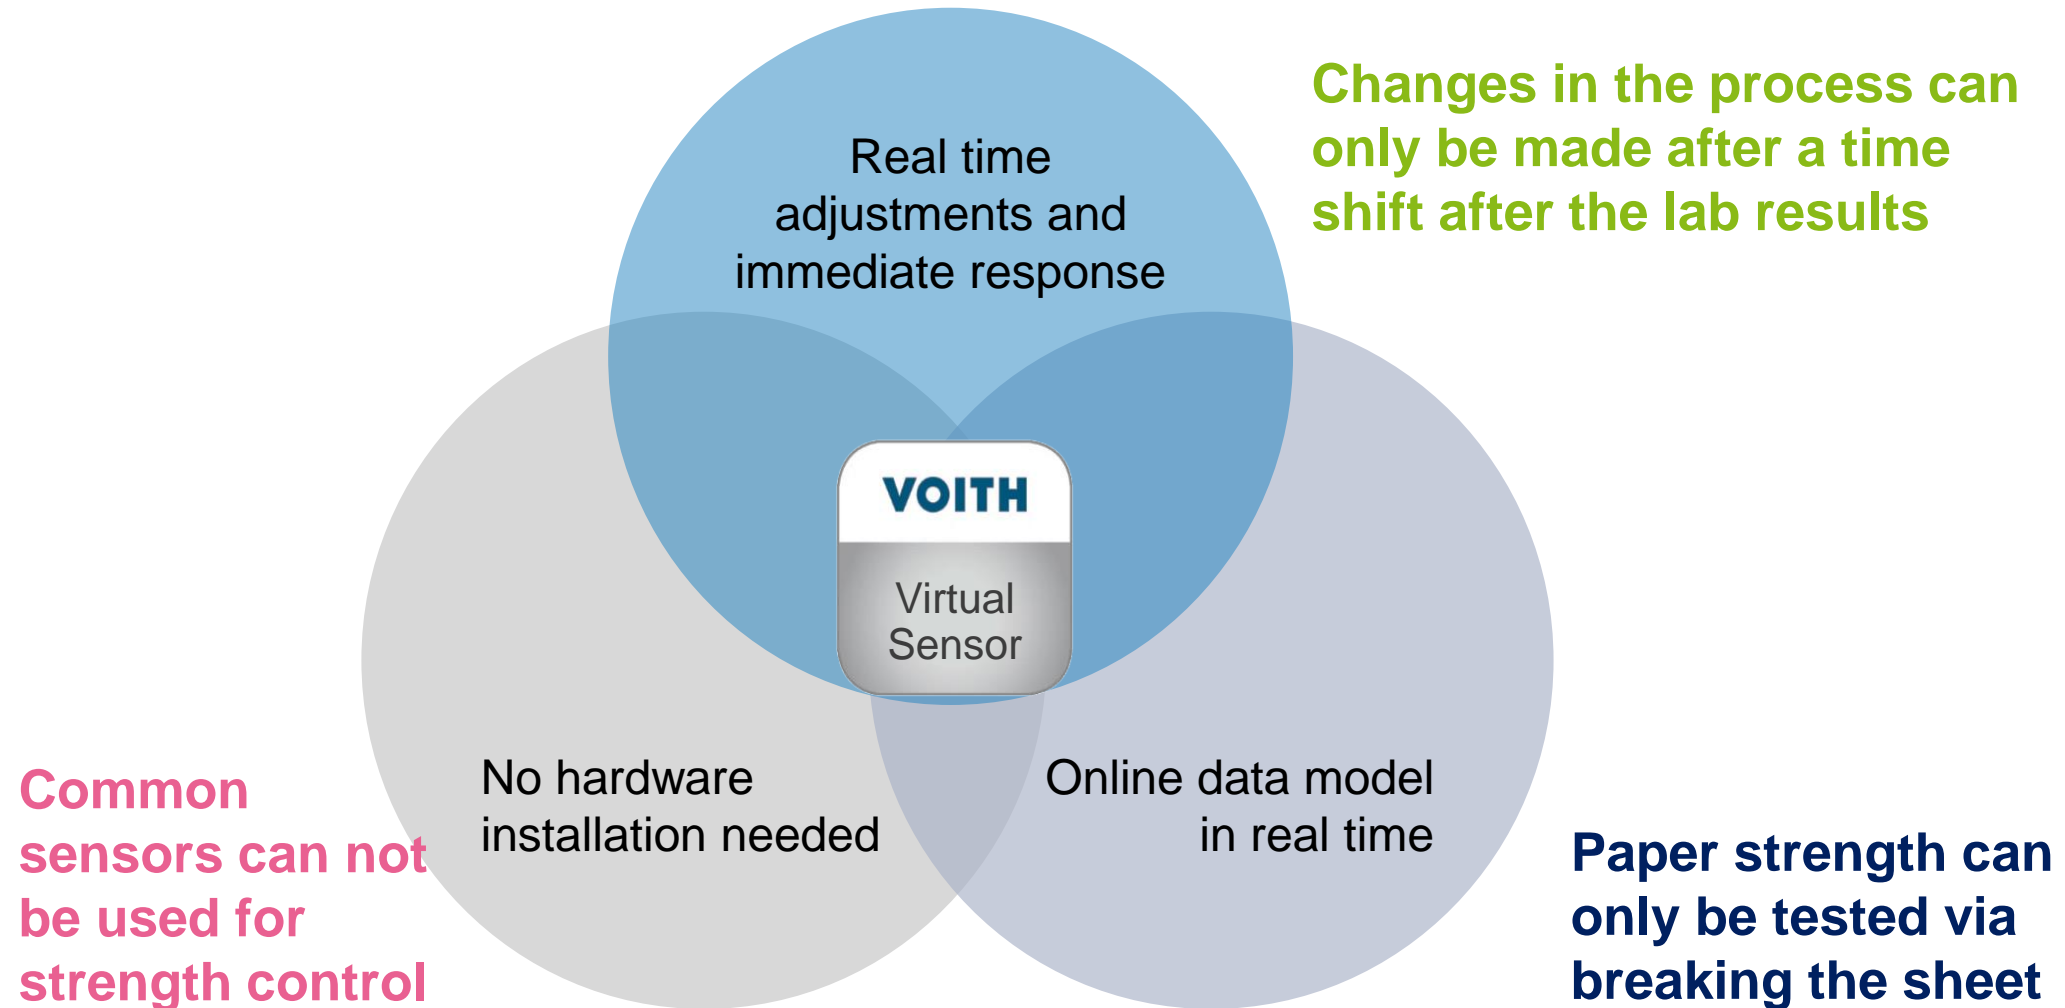 Changes in the process can
only be made after a time
shift after the lab results
Real time
adjustments and
immediate response
VOITH
Virtual
Sensor
No hardware
installation needed
Online data model
in real time
Common
sensors can not
be used for
strength control
Paper strength can
only be tested via
breaking the sheet